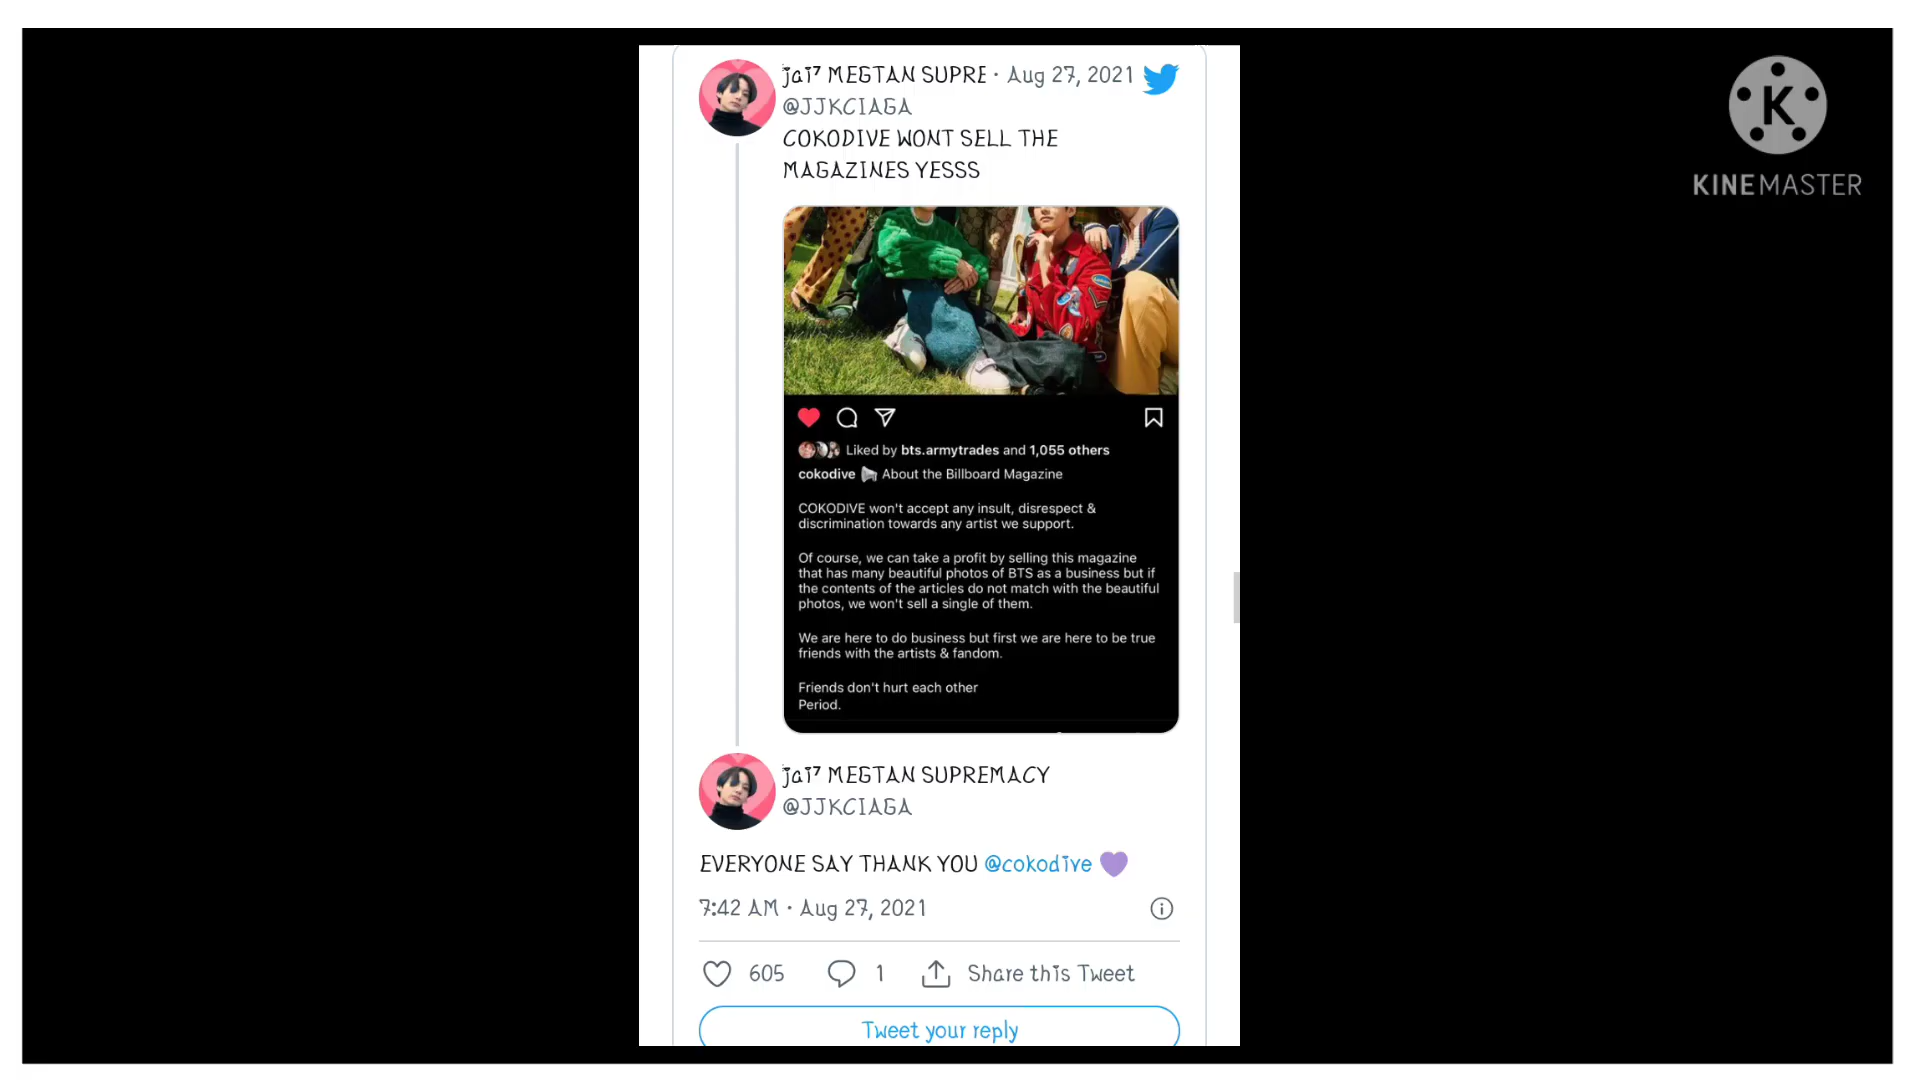 jai⁷ MEGTAN SUPRE · Aug 27, 2021
@JJKCIAGA
COKODIVE WONT SELL THE
MAGAZINES YESSS
Liked by bts.armytrades and 1,055 others
cokodive About the Billboard Magazine
COKODIVE won't accept any insult, disrespect &
discrimination towards any artist we support.
Of course, we can take a profit by selling this magazine
that has many beautiful photos of BTS as a business but if
the contents of the articles do not match with the beautiful
photos, we won't sell a single of them.
We are here to do business but first we are here to be true
friends with the artists & fandom.
Friends don't hurt each other
Period.
jai⁷ MEGTAN SUPREMACY
@JJKCIAGA
EVERYONE SAY THANK YOU @cokodive 💜
7:42 AM · Aug 27, 2021
605 1 Share this Tweet
Tweet your reply
K
KINEMASTER